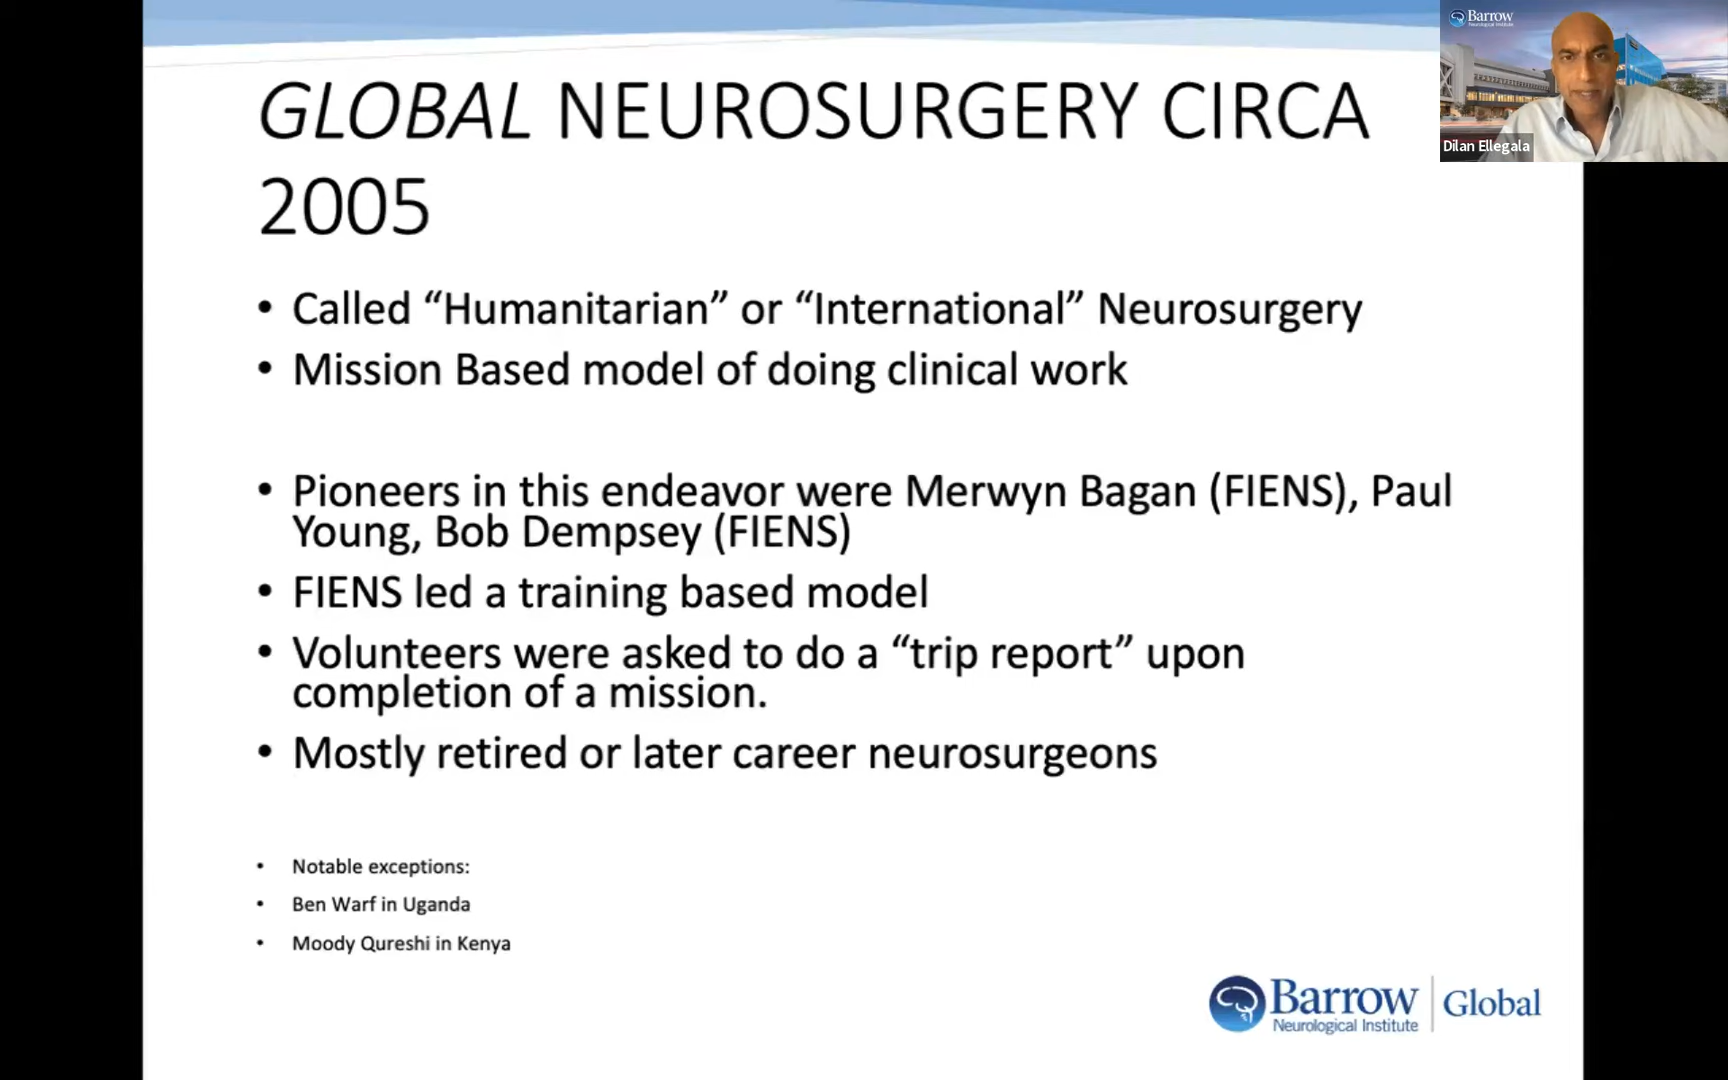 GLOBAL NEUROSURGERY CIRCA
2005
• Called “Humanitarian” or “International” Neurosurgery
• Mission Based model of doing clinical work
• Pioneers in this endeavor were Merwyn Bagan (FIENS), Paul
Young, Bob Dempsey (FIENS)
• FIENS led a training based model
• Volunteers were asked to do a “trip report” upon
completion of a mission.
• Mostly retired or later career neurosurgeons
• Notable exceptions:
• Ben Warf in Uganda
• Moody Qureshi in Kenya
Barrow
Neurological Institute
Global
Barrow
Neurological Institute
Dilan Ellegala